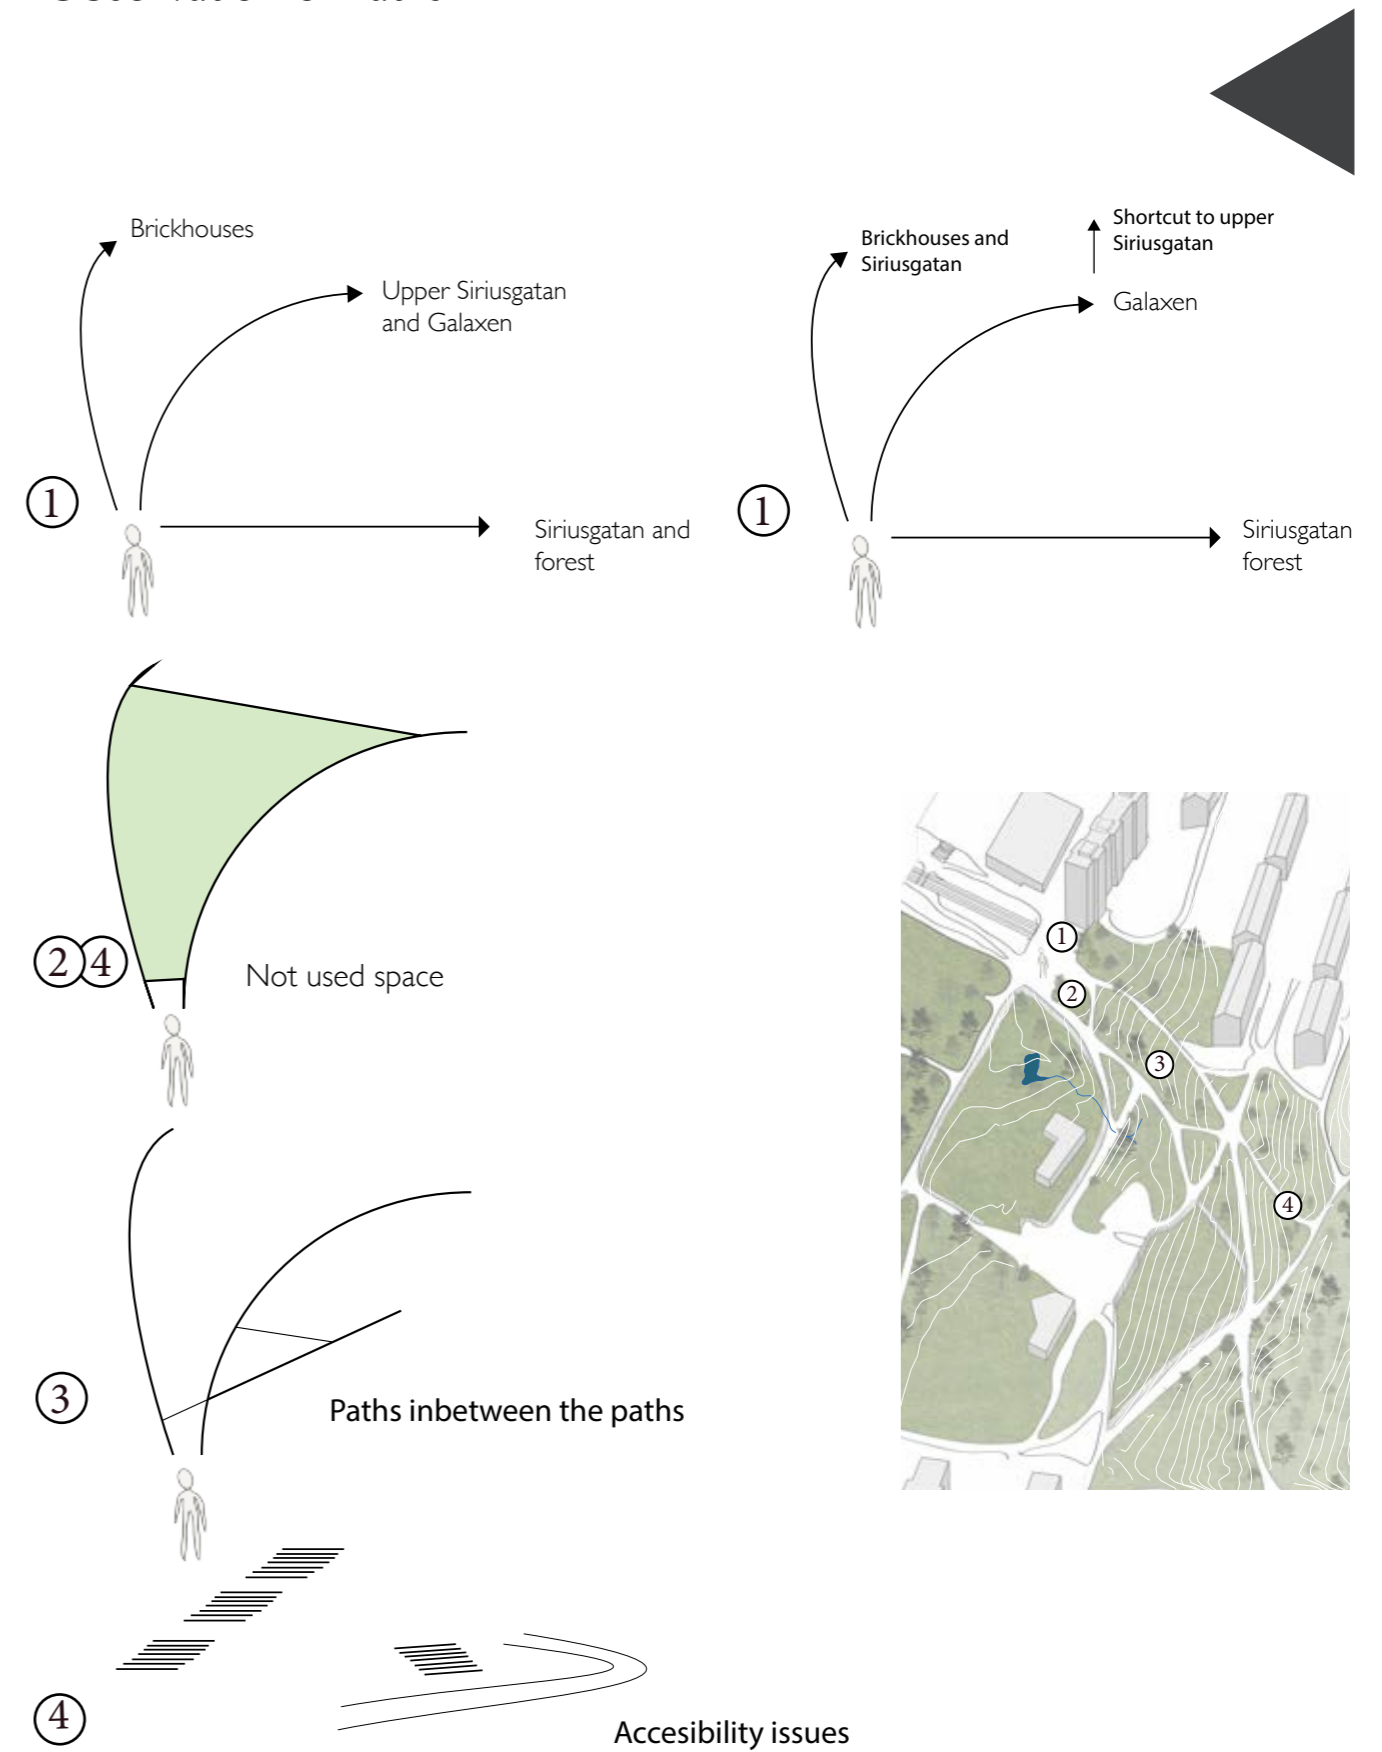 Brickhouses
Upper Siriusgatan
and Galaxen
1
Siriusgatan and
forest
Brickhouses and
Siriusgatan
Shortcut to upper
Siriusgatan
Galaxen
1
Siriusgatan
forest
2 4
Not used space
3
Paths inbetween the paths
4
Accesibility issues
1
2
3
4